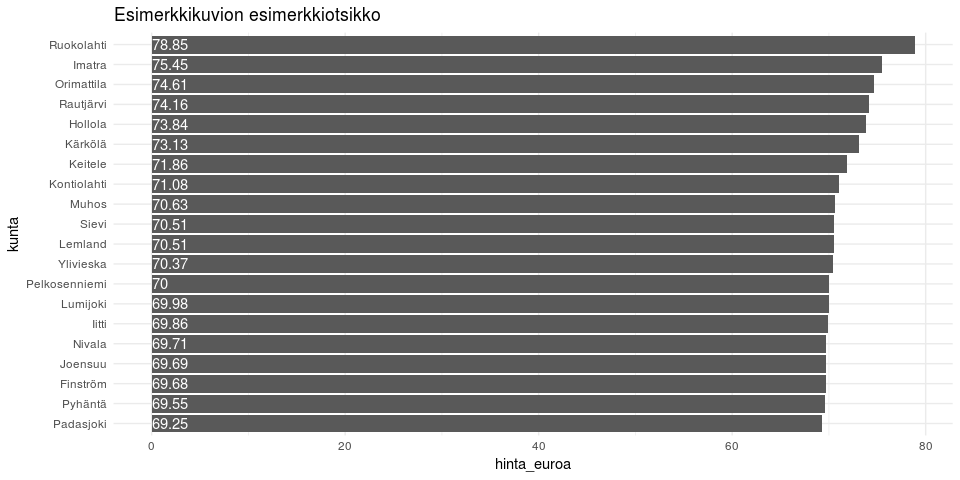 Esimerkkikuvion esimerkkiotsikko
kunta
Ruokolahti 78.85
Imatra 75.45
Orimattila 74.61
Rautjärvi 74.16
Hollola 73.84
Kärkölä 73.13
Keitele 71.86
Kontiolahti 71.08
Muhos 70.63
Sievi 70.51
Lemland 70.51
Ylivieska 70.37
Pelkosenniemi 70
Lumijoki 69.98
Iitti 69.86
Nivala 69.71
Joensuu 69.69
Finström 69.68
Pyhäntä 69.55
Padasjoki 69.25
0 20 40 60 80
hinta_euroa